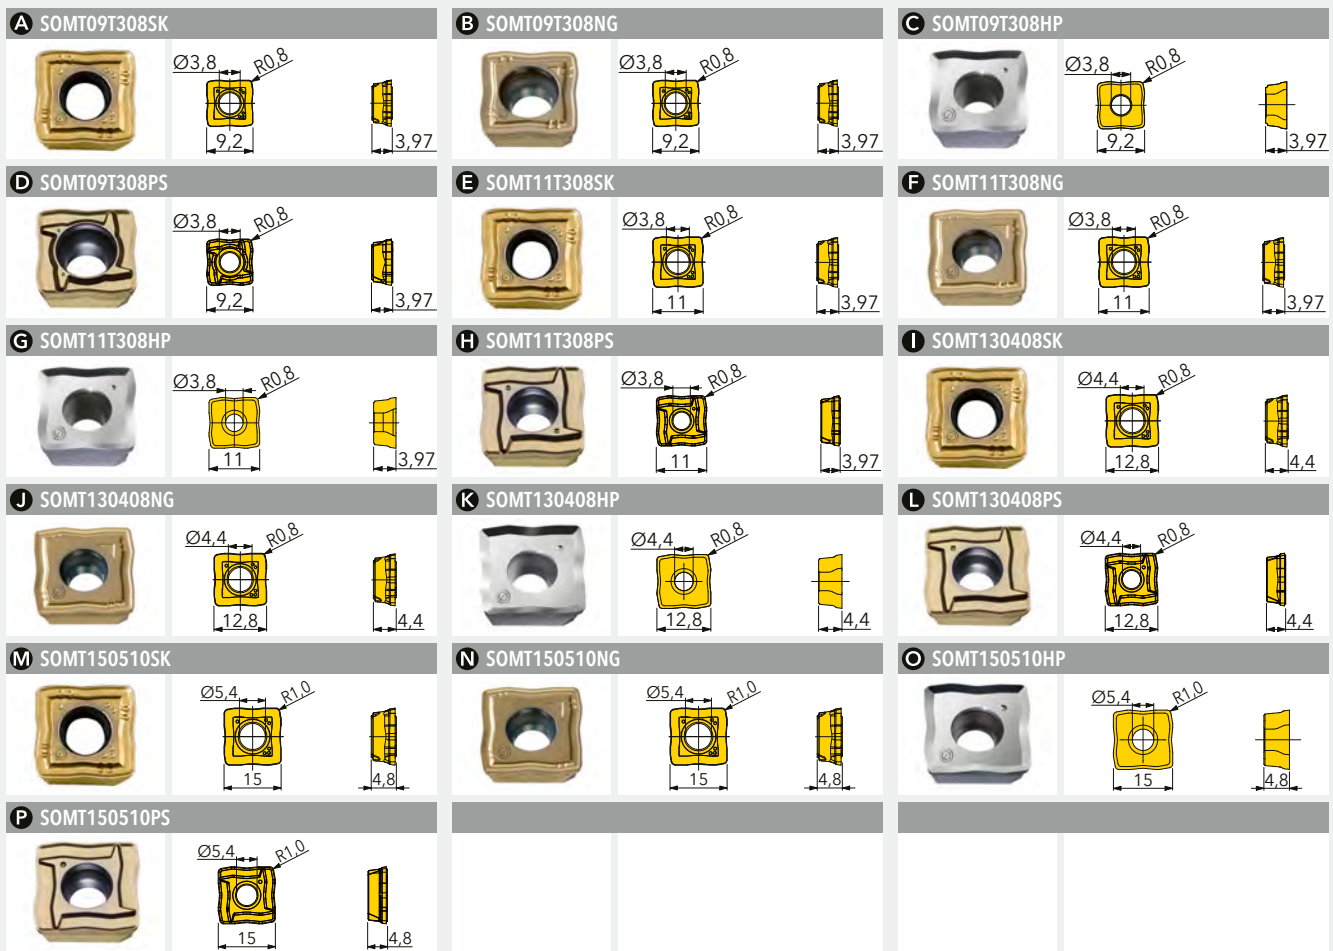 A SOMT09T308SK
Ø3,8
R0,8
9,2
3,97
B SOMT09T308NG
Ø3,8
R0,8
9,2
3,97
C SOMT09T308HP
Ø3,8
R0,8
9,2
3,97
D SOMT09T308PS
Ø3,8
R0,8
9,2
3,97
E SOMT11T308SK
Ø3,8
R0,8
11
3,97
F SOMT11T308NG
Ø3,8
R0,8
11
3,97
G SOMT11T308HP
Ø3,8
R0,8
11
3,97
H SOMT11T308PS
Ø3,8
R0,8
11
3,97
I SOMT130408SK
Ø4,4
R0,8
12,8
4,4
J SOMT130408NG
Ø4,4
R0,8
12,8
4,4
K SOMT130408HP
Ø4,4
R0,8
12,8
4,4
L SOMT130408PS
Ø4,4
R0,8
12,8
4,4
M SOMT150510SK
Ø5,4
R1,0
15
4,8
N SOMT150510NG
Ø5,4
R1,0
15
4,8
O SOMT150510HP
Ø5,4
R1,0
15
4,8
P SOMT150510PS
Ø5,4
R1,0
15
4,8